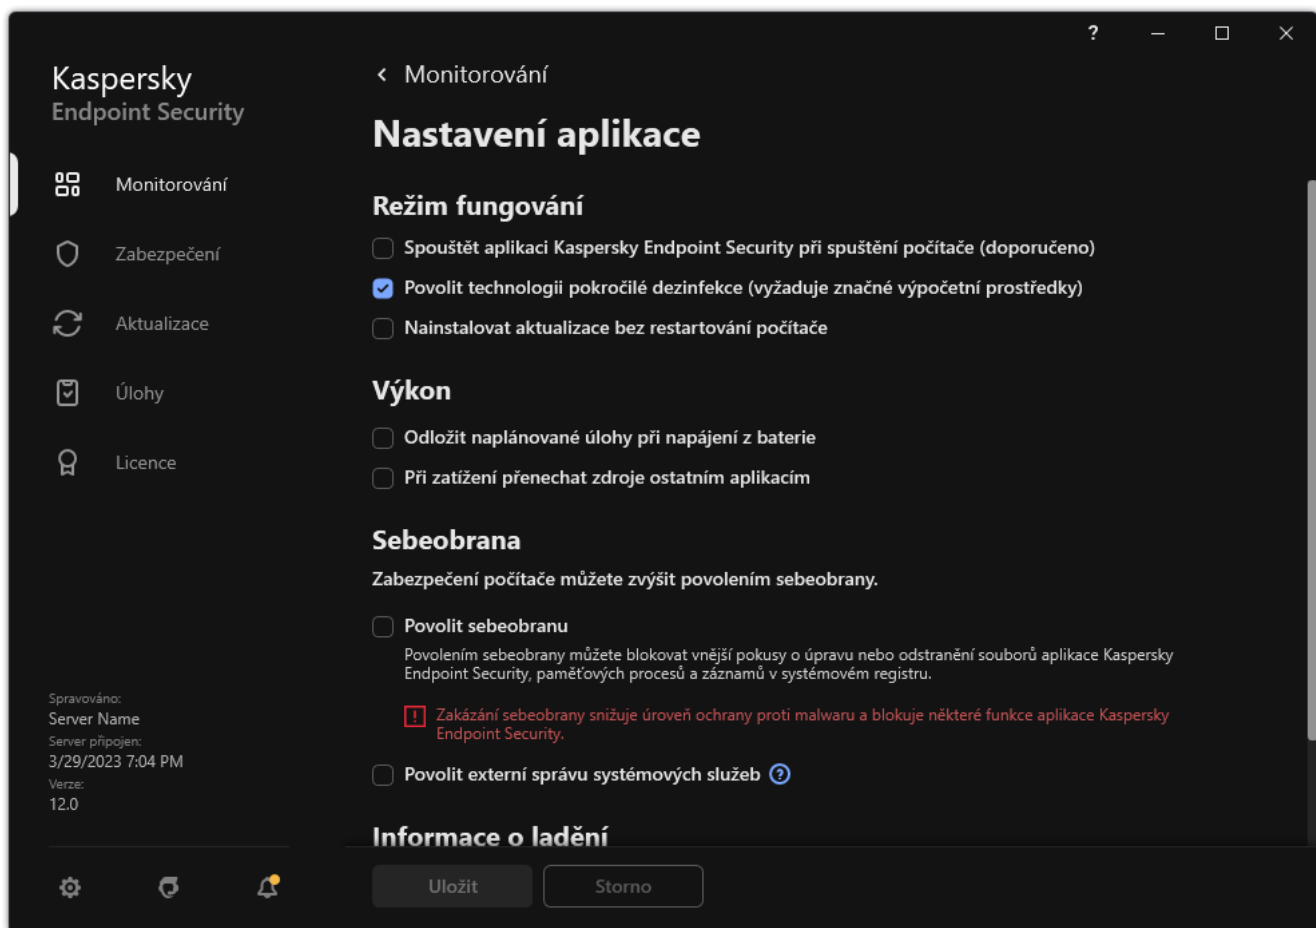 ?
Kaspersky
Endpoint Security
Monitorování
Zabezpečení
Aktualizace
Úlohy
Licence
Spravováno:
Server Name
Server připojen:
3/29/2023 7:04 PM
Verze:
12.0
Monitorování
Nastavení aplikace
Režim fungování
Spouštět aplikaci Kaspersky Endpoint Security při spuštění počítače (doporučeno)
Povolit technologii pokročilé dezinfekce (vyžaduje značné výpočetní prostředky)
Nainstalovat aktualizace bez restartování počítače
Výkon
Odložit naplánované úlohy při napájení z baterie
Při zatížení přenechat zdroje ostatním aplikacím
Sebeobrana
Zabezpečení počítače můžete zvýšit povolením sebeobrany.
Povolit sebeobranu
Povolením sebeobrany můžete blokovat vnější pokusy o úpravu nebo odstranění souborů aplikace Kaspersky
Endpoint Security, paměťových procesů a záznamů v systémovém registru.
Zakázání sebeobrany snižuje úroveň ochrany proti malwaru a blokuje některé funkce aplikace Kaspersky
Endpoint Security.
Povolit externí správu systémových služeb ?
Informace o ladění
Uložit
Storno